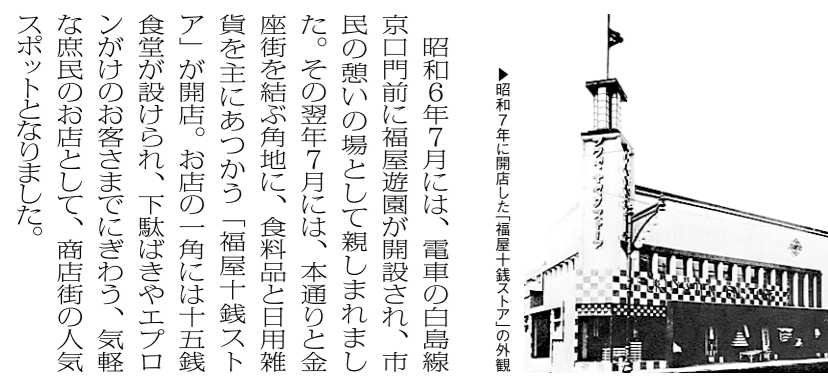 ▶昭和7年に開店した「福屋十銭ストア」の外観
昭和6年7月には、電車の白島線
京口門前に福屋遊園が開設され、市
民の憩いの場として親しまれまし
た。その翌年7月には、本通りと金
座街を結ぶ角地に、食料品と日用雑
貨を主にあつかう「福屋十銭スト
ア」が開店。お店の一角には十五銭
食堂が設けられ、下駄ばきやエプロ
ンがけのお客さまでにぎわう、気軽
な庶民のお店として、商店街の人気
スポットとなりました。